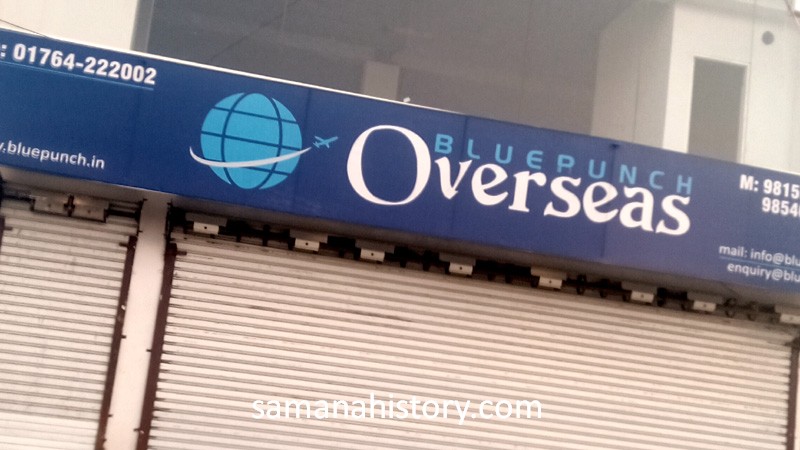 : 01764-222002
.bluepunch.in
BLUEPUNCH
Overseas
M: 9815
9854
mail: info@blu
enquiry@blu
samanahistory.com